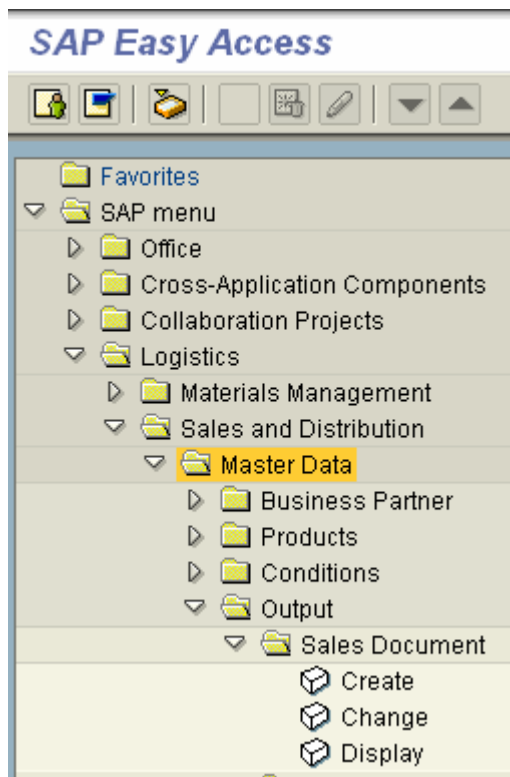 SAP Easy Access
Favorites
SAP menu
Office
Cross-Application Components
Collaboration Projects
Logistics
Materials Management
Sales and Distribution
Master Data
Business Partner
Products
Conditions
Output
Sales Document
Create
Change
Display